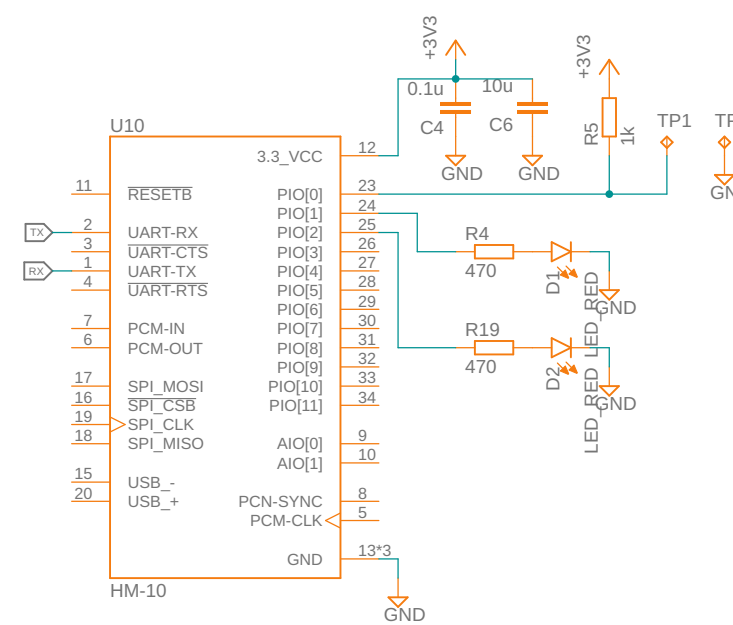 +3V3
+3V3
0.1u
10u
C4
C6
GND
GND
R5
1k
TP1
TP
GN
U10
3.3_VCC
12
11
RESETB
PIO[0]
23
PIO[1]
24
TX
2
UART-RX
PIO[2]
25
3
UART-CTS
PIO[3]
26
RX
1
UART-TX
PIO[4]
27
4
UART-RTS
PIO[5]
28
PIO[6]
29
7
PCM-IN
PIO[7]
30
6
PCM-OUT
PIO[8]
31
PIO[9]
32
17
SPI_MOSI
PIO[10]
33
16
SPI_CSB
PIO[11]
34
19
SPI_CLK
18
SPI_MISO
AIO[0]
9
AIO[1]
10
15
USB_-
20
USB_+
PCN-SYNC
8
PCM-CLK
5
GND
13*3
HM-10
GND
R4
470
D1
LED_RED
GND
R19
470
D2
LED_RED
GND